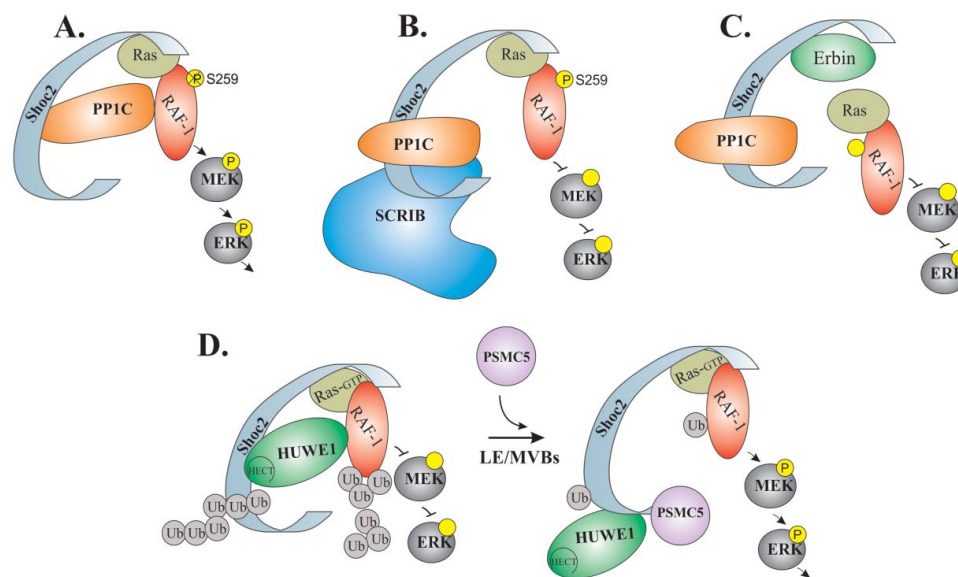 A.
Ras
P S259
Shoc2
PP1C
RAF-1
P
MEK
P
ERK
B.
Ras
P S259
Shoc2
PP1C
RAF-1
SCRIB
MEK
ERK
C.
Erbin
Shoc2
Ras
PP1C
RAF-1
MEK
ERK
D.
Ras-GTP
Shoc2
RAF-1
HUWE1
HECT
MEK
Ub Ub Ub Ub Ub Ub
Ub Ub Ub Ub Ub Ub
ERK
PSMC5
LE/MVBs
Ras-GTP
Shoc2
RAF-1
Ub
P
MEK
Ub
PSMC5
HUWE1
HECT
P
ERK